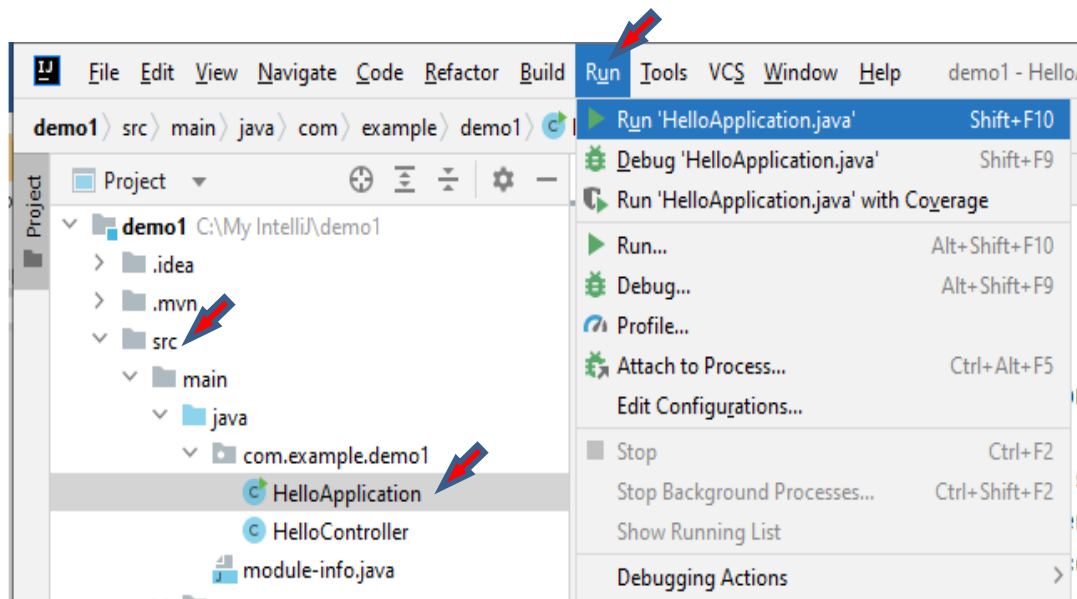 IJ File Edit View Navigate Code Refactor Build Run Tools VCS Window Help demo1 - Hello
demo1 src main java com example demo1
Project
Project
demo1 C:\My IntelliJ\demo1
.idea
.mvn
src
main
java
com.example.demo1
HelloApplication
HelloController
module-info.java
Run 'HelloApplication.java' Shift+F10
Debug 'HelloApplication.java' Shift+F9
Run 'HelloApplication.java' with Coverage
Run... Alt+Shift+F10
Debug... Alt+Shift+F9
Profile...
Attach to Process... Ctrl+Alt+F5
Edit Configurations...
Stop Ctrl+F2
Stop Background Processes... Ctrl+Shift+F2
Show Running List
Debugging Actions